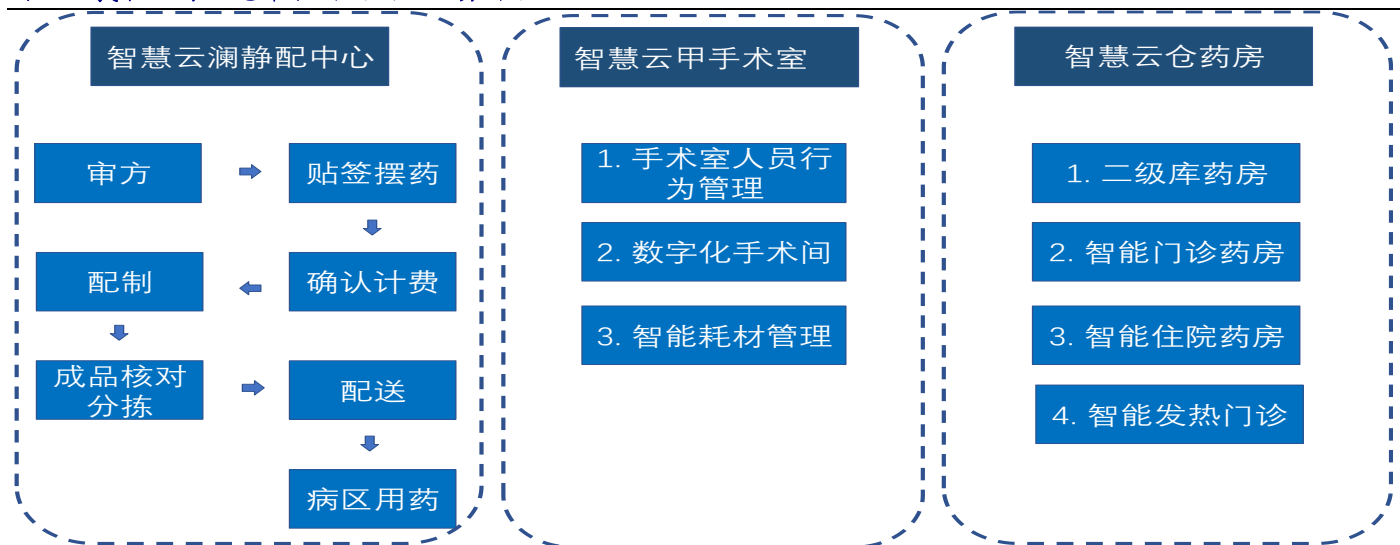 智慧云澜静配中心
审方
贴签摆药
配制
确认计费
成品核对
分拣
配送
病区用药
智慧云甲手术室
1. 手术室人员行
为管理
2. 数字化手术间
3. 智能耗材管理
智慧云仓药房
1. 二级库药房
2. 智能门诊药房
3. 智能住院药房
4. 智能发热门诊